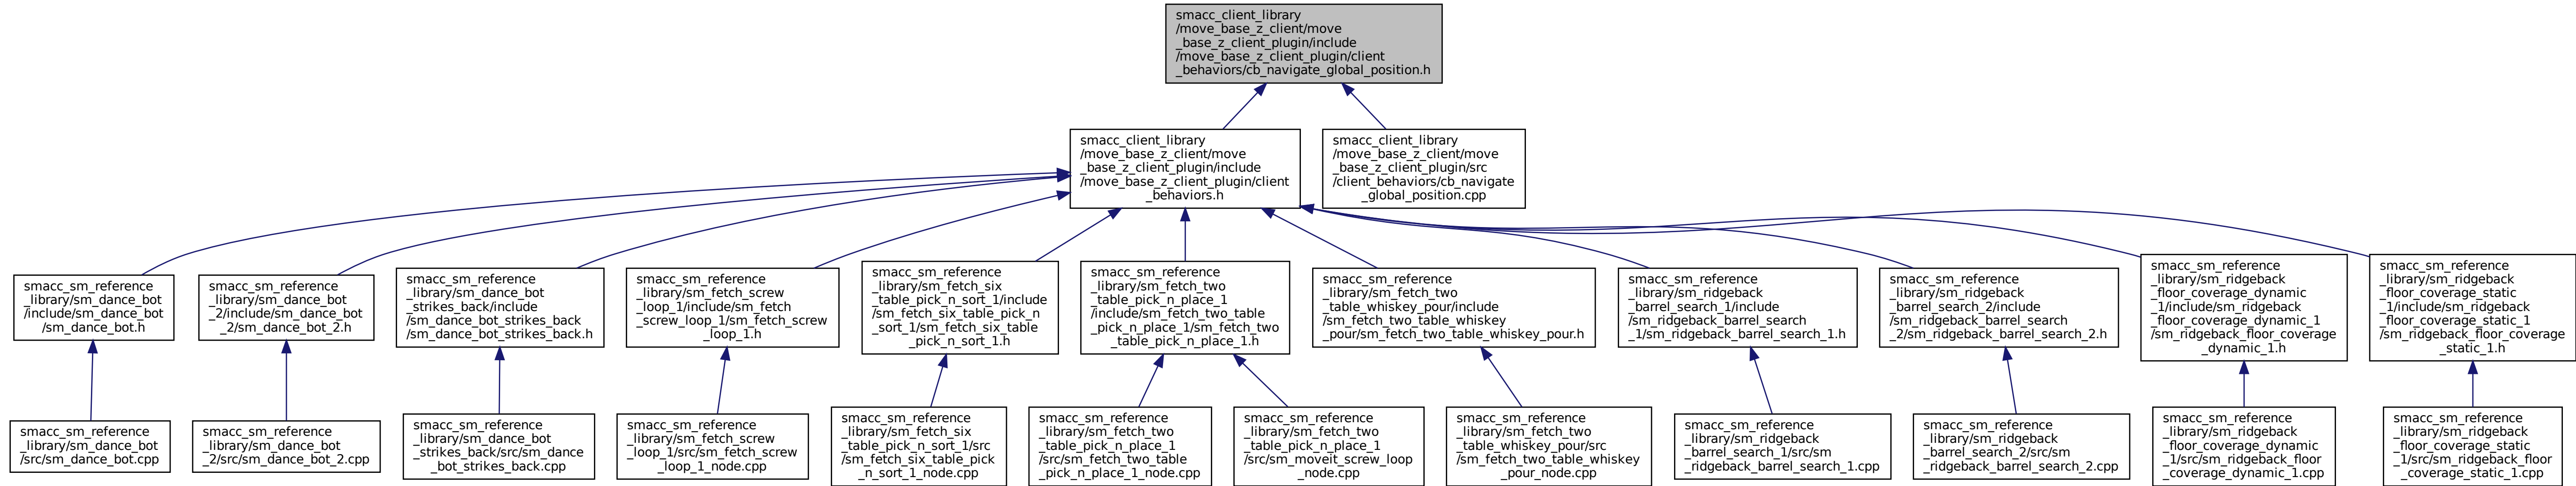 smacc_client_library
/move_base_z_client/move
_base_z_client_plugin/include
/move_base_z_client_plugin/client
_behaviors/cb_navigate_global_position.h
smacc_client_library
/move_base_z_client/move
_base_z_client_plugin/include
/move_base_z_client_plugin/client
_behaviors.h
smacc_client_library
/move_base_z_client/move
_base_z_client_plugin/src
/client_behaviors/cb_navigate
_global_position.cpp
smacc_sm_reference
_library/sm_dance_bot
/include/sm_dance_bot
/sm_dance_bot.h
smacc_sm_reference
_library/sm_dance_bot
_2/include/sm_dance_bot
_2/sm_dance_bot_2.h
smacc_sm_reference
_library/sm_dance_bot
_strikes_back/include
/sm_dance_bot_strikes_back
/sm_dance_bot_strikes_back.h
smacc_sm_reference
_library/sm_fetch_screw
_loop_1/include/sm_fetch
_screw_loop_1/sm_fetch_screw
_loop_1.h
smacc_sm_reference
_library/sm_fetch_six
_table_pick_n_sort_1/include
/sm_fetch_six_table_pick_n
_sort_1/sm_fetch_six_table
_pick_n_sort_1.h
smacc_sm_reference
_library/sm_fetch_two
_table_pick_n_place_1
/include/sm_fetch_two_table
_pick_n_place_1/sm_fetch_two
_table_pick_n_place_1.h
smacc_sm_reference
_library/sm_fetch_two
_table_whiskey_pour/include
/sm_fetch_two_table_whiskey
_pour/sm_fetch_two_table_whiskey_pour.h
smacc_sm_reference
_library/sm_ridgeback
_barrel_search_1/include
/sm_ridgeback_barrel_search
_1/sm_ridgeback_barrel_search_1.h
smacc_sm_reference
_library/sm_ridgeback
_barrel_search_2/include
/sm_ridgeback_barrel_search
_2/sm_ridgeback_barrel_search_2.h
smacc_sm_reference
_library/sm_ridgeback
_floor_coverage_dynamic
_1/include/sm_ridgeback
_floor_coverage_dynamic_1
/sm_ridgeback_floor_coverage
_dynamic_1.h
smacc_sm_reference
_library/sm_ridgeback
_floor_coverage_static
_1/include/sm_ridgeback
_floor_coverage_static_1
/sm_ridgeback_floor_coverage
_static_1.h
smacc_sm_reference
_library/sm_dance_bot
/src/sm_dance_bot.cpp
smacc_sm_reference
_library/sm_dance_bot
_2/src/sm_dance_bot_2.cpp
smacc_sm_reference
_library/sm_dance_bot
_strikes_back/src/sm_dance
_bot_strikes_back.cpp
smacc_sm_reference
_library/sm_fetch_screw
_loop_1/src/sm_fetch_screw
_loop_1_node.cpp
smacc_sm_reference
_library/sm_fetch_six
_table_pick_n_sort_1/src
/sm_fetch_six_table_pick
_n_sort_1_node.cpp
smacc_sm_reference
_library/sm_fetch_two
_table_pick_n_place_1
/src/sm_fetch_two_table
_pick_n_place_1_node.cpp
smacc_sm_reference
_library/sm_fetch_two
_table_pick_n_place_1
/src/sm_moveit_screw_loop
_node.cpp
smacc_sm_reference
_library/sm_fetch_two
_table_whiskey_pour/src
/sm_fetch_two_table_whiskey
_pour_node.cpp
smacc_sm_reference
_library/sm_ridgeback
_barrel_search_1/src/sm
_ridgeback_barrel_search_1.cpp
smacc_sm_reference
_library/sm_ridgeback
_barrel_search_2/src/sm
_ridgeback_barrel_search_2.cpp
smacc_sm_reference
_library/sm_ridgeback
_floor_coverage_dynamic
_1/src/sm_ridgeback_floor
_coverage_dynamic_1.cpp
smacc_sm_reference
_library/sm_ridgeback
_floor_coverage_static
_1/src/sm_ridgeback_floor
_coverage_static_1.cpp